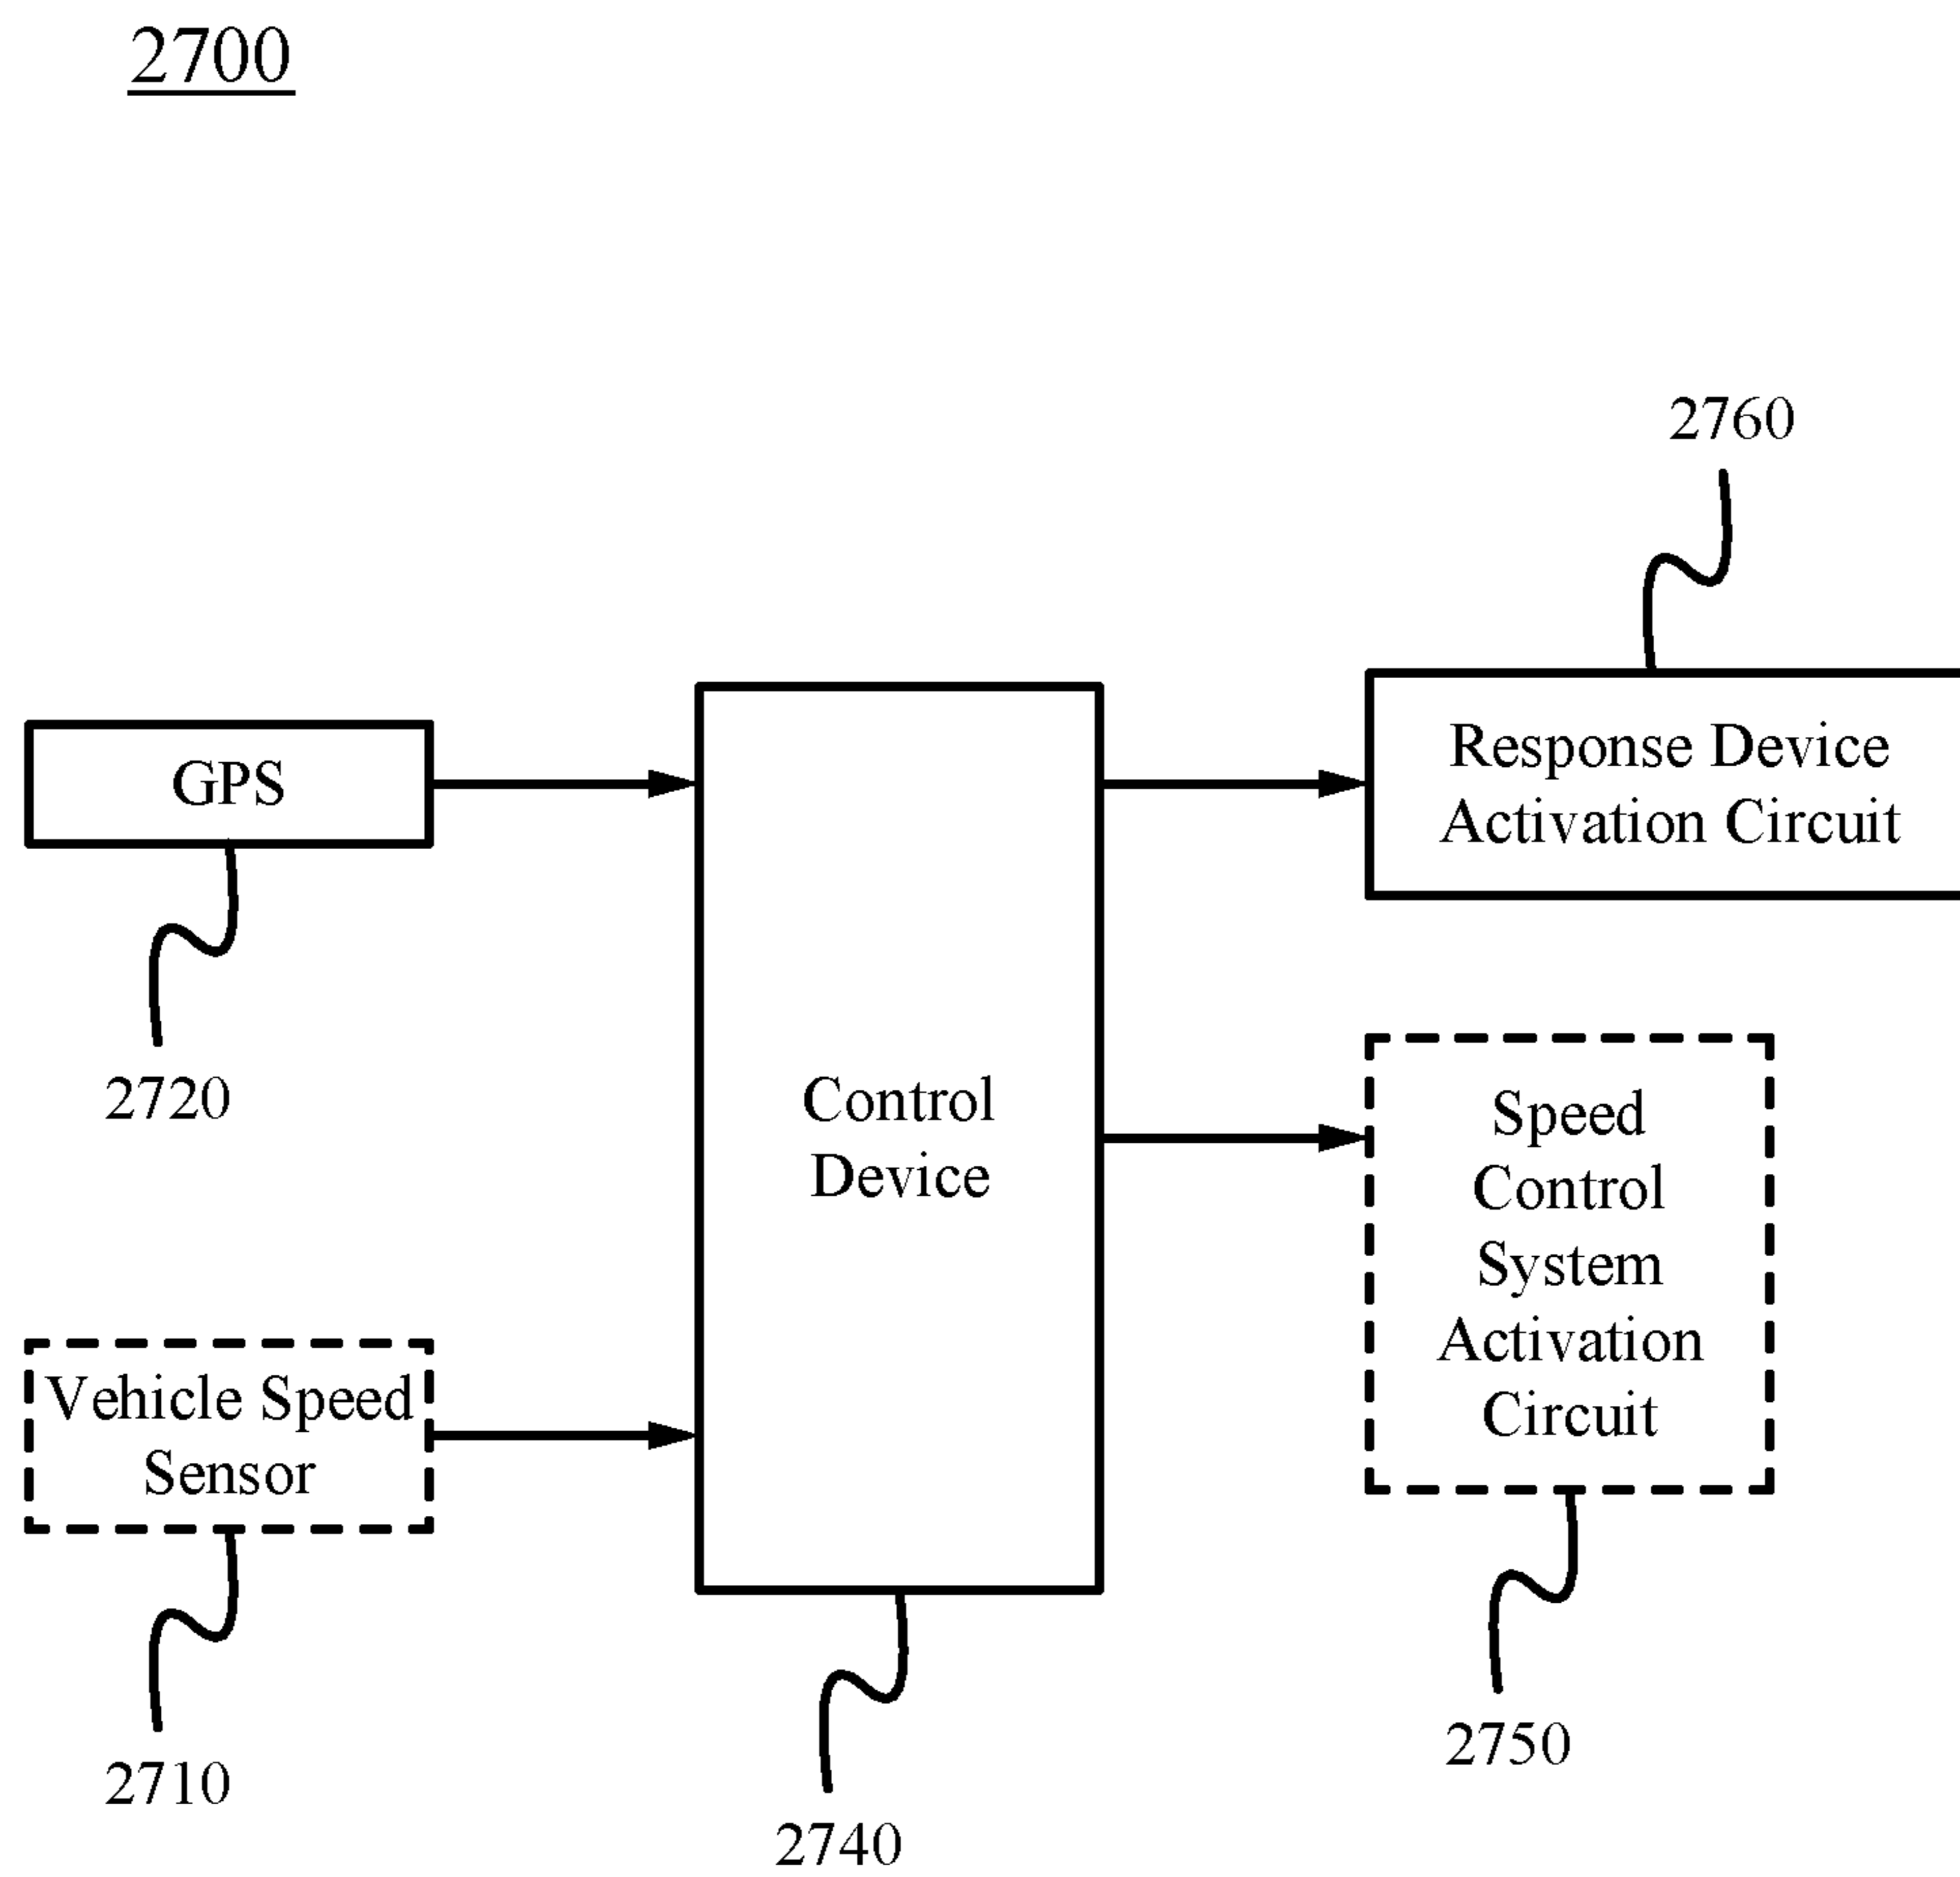 2700
2760
GPS
Response Device
Activation Circuit
2720
Control
Device
Speed
Control
System
Activation
Circuit
Vehicle Speed
Sensor
2710
2740
2750